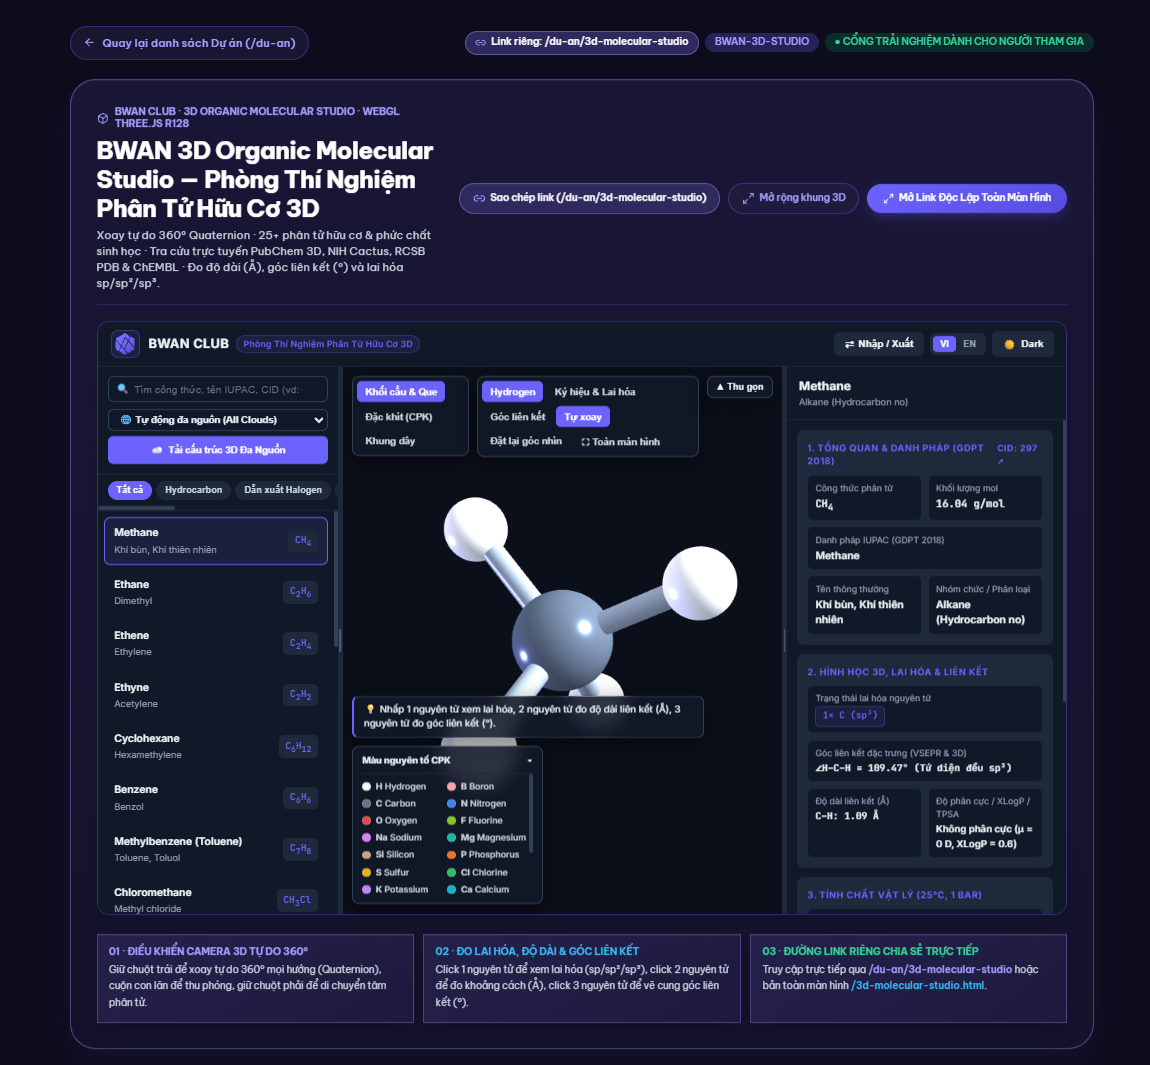 ← Quay lại danh sách Dự án (/du-an)
Link riêng: /du-an/3d-molecular-studio
BWAN-3D-STUDIO
• CỔNG TRẢI NGHIỆM DÀNH CHO NGƯỜI THAM GIA
BWAN CLUB · 3D ORGANIC MOLECULAR STUDIO · WEBGL
THREE.JS R128
BWAN 3D Organic Molecular
Studio — Phòng Thí Nghiệm
Phân Tử Hữu Cơ 3D
Xoay tự do 360° Quaternion · 25+ phân tử hữu cơ & phức chất
sinh học · Tra cứu trực tuyến PubChem 3D, NIH Cactus, RCSB
PDB & ChEMBL · Đo độ dài (Å), góc liên kết (°) và lai hóa
sp/sp²/sp³.
Sao chép link (/du-an/3d-molecular-studio)
Mở rộng khung 3D
Mở Link Độc Lập Toàn Màn Hình
BWAN CLUB
Phòng Thí Nghiệm Phân Tử Hữu Cơ 3D
⇄ Nhập / Xuất
VI
EN
Dark
Tìm công thức, tên IUPAC, CID (vd:
Tự động đa nguồn (All Clouds)
Tải cấu trúc 3D Đa Nguồn
Tất cả
Hydrocarbon
Dẫn xuất Halogen
Methane
Khí bùn, Khí thiên nhiên
CH₄
Ethane
Dimethyl
C₂H₆
Ethene
Ethylene
C₂H₄
Ethyne
Acetylene
C₂H₂
Cyclohexane
Hexamethylene
C₆H₁₂
Benzene
Benzol
C₆H₆
Methylbenzene (Toluene)
Toluene, Toluol
C₇H₈
Chloromethane
Methyl chloride
CH₃Cl
Khối cầu & Que
Đặc khít (CPK)
Khung dây
Hydrogen
Ký hiệu & Lai hóa
Góc liên kết
Tự xoay
Đặt lại góc nhìn
Toàn màn hình
▲ Thu gọn
Nhấp 1 nguyên tử xem lai hóa, 2 nguyên tử đo độ dài liên kết (Å), 3
nguyên tử đo góc liên kết (°).
Màu nguyên tố CPK
H Hydrogen
B Boron
C Carbon
N Nitrogen
O Oxygen
F Fluorine
Na Sodium
Mg Magnesium
Si Silicon
P Phosphorus
S Sulfur
Cl Chlorine
K Potassium
Ca Calcium
Methane
Alkane (Hydrocarbon no)
1. TỔNG QUAN & DANH PHÁP (GDPT
2018)
CID: 297
↗
Công thức phân tử
CH₄
Khối lượng mol
16.04 g/mol
Danh pháp IUPAC (GDPT 2018)
Methane
Tên thông thường
Khí bùn, Khí thiên
nhiên
Nhóm chức / Phân loại
Alkane
(Hydrocarbon no)
2. HÌNH HỌC 3D, LAI HÓA & LIÊN KẾT
Trạng thái lai hóa nguyên tử
1× C (sp³)
Góc liên kết đặc trưng (VSEPR & 3D)
∠H-C-H = 109.47° (Tứ diện đều sp³)
Độ dài liên kết (Å)
C-H: 1.09 Å
Độ phân cực / XLogP /
TPSA
Không phân cực (μ =
0 D, XLogP = 0.6)
3. TÍNH CHẤT VẬT LÝ (25°C, 1 BAR)
01 · ĐIỀU KHIỂN CAMERA 3D TỰ DO 360°
Giữ chuột trái để xoay tự do 360° mọi hướng (Quaternion),
cuộn con lăn để thu phóng, giữ chuột phải để di chuyển tâm
phân tử.
02 · ĐO LAI HÓA, ĐỘ DÀI & GÓC LIÊN KẾT
Click 1 nguyên tử để xem lai hóa (sp/sp²/sp³), click 2 nguyên tử
để đo khoảng cách (Å), click 3 nguyên tử để vẽ cung góc liên
kết (°).
03 · ĐƯỜNG LINK RIÊNG CHIA SẺ TRỰC TIẾP
Truy cập trực tiếp qua /du-an/3d-molecular-studio hoặc
bản toàn màn hình /3d-molecular-studio.html.